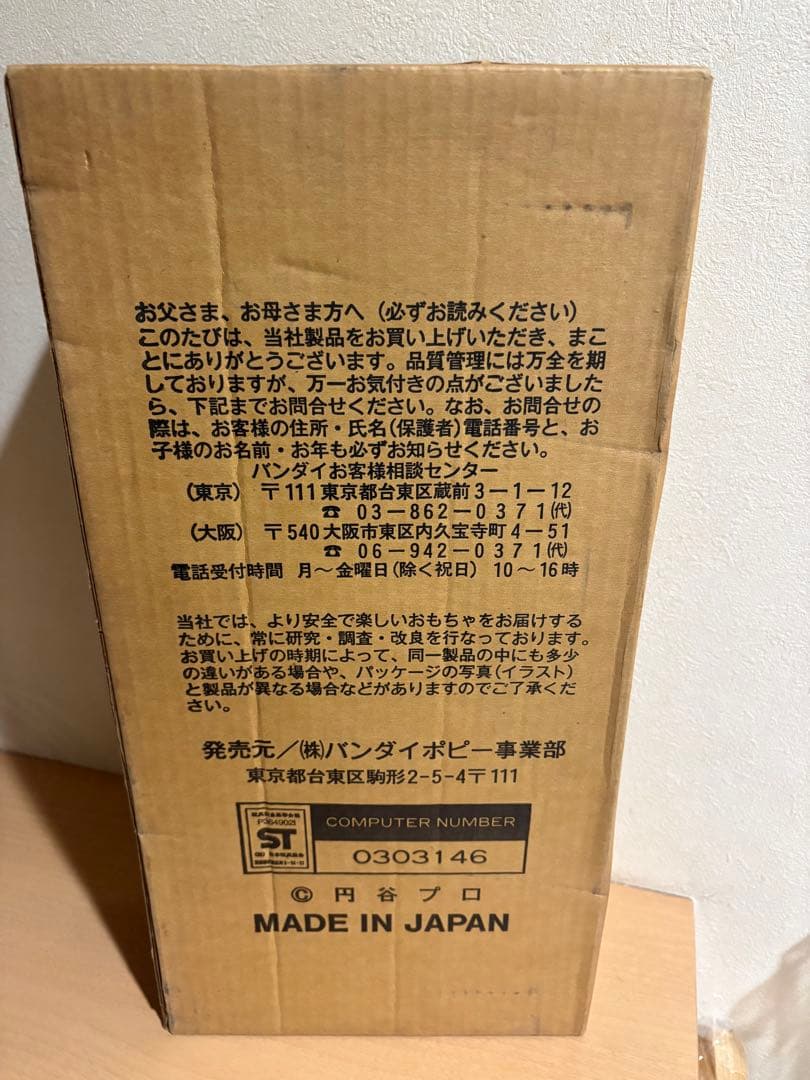 お父さま、お母さま方へ（必ずお読みください）
このたびは、当社製品をお買い上げいただき、まこ
とにありがとうございます。品質管理には万全を期
しておりますが、万一お気付きの点がございました
ら、下記までお問合せください。なお、お問合せの
際は、お客様の住所・氏名（保護者）電話番号と、お
子様のお名前・お年も必ずお知らせください。
バンダイお客様相談センター
（東京） 〒111 東京都台東区蔵前3－1－12
☎ 03－862－0371㈹
（大阪） 〒540 大阪市東区内久宝寺町4－51
☎ 06－942－0371㈹
電話受付時間 月〜金曜日（除く祝日） 10〜16時
当社では、より安全で楽しいおもちゃをお届けする
ために、常に研究・調査・改良を行なっております。
お買い上げの時期によって、同一製品の中にも多少
の違いがある場合や、パッケージの写真（イラスト）
と製品が異なる場合などがありますのでご了承くだ
さい。
発売元／㈱バンダイポピー事業部
東京都台東区駒形2-5-4〒111
ST
COMPUTER NUMBER
0303146
© 円谷プロ
MADE IN JAPAN